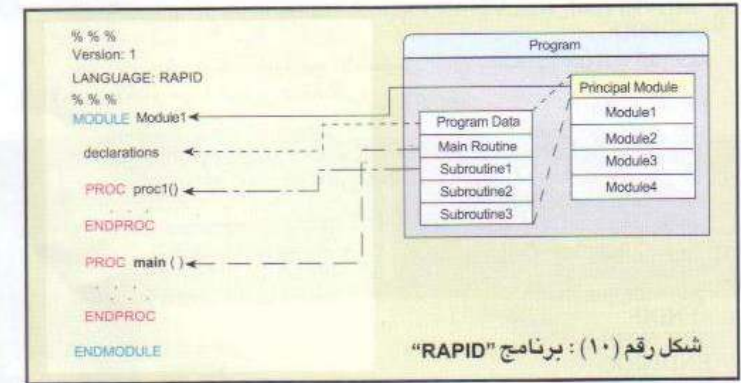 % % %
Version: 1
LANGUAGE: RAPID
% % %
MODULE Module1
declarations
PROC proc1()
. . .
ENDPROC
PROC main ( )
. . . .
ENDPROC
ENDMODULE
Program
Principal Module
Module1
Module2
Module3
Module4
Program Data
Main Routine
Subroutine1
Subroutine2
Subroutine3
شكل رقم (١٠) : برنامج "RAPID"